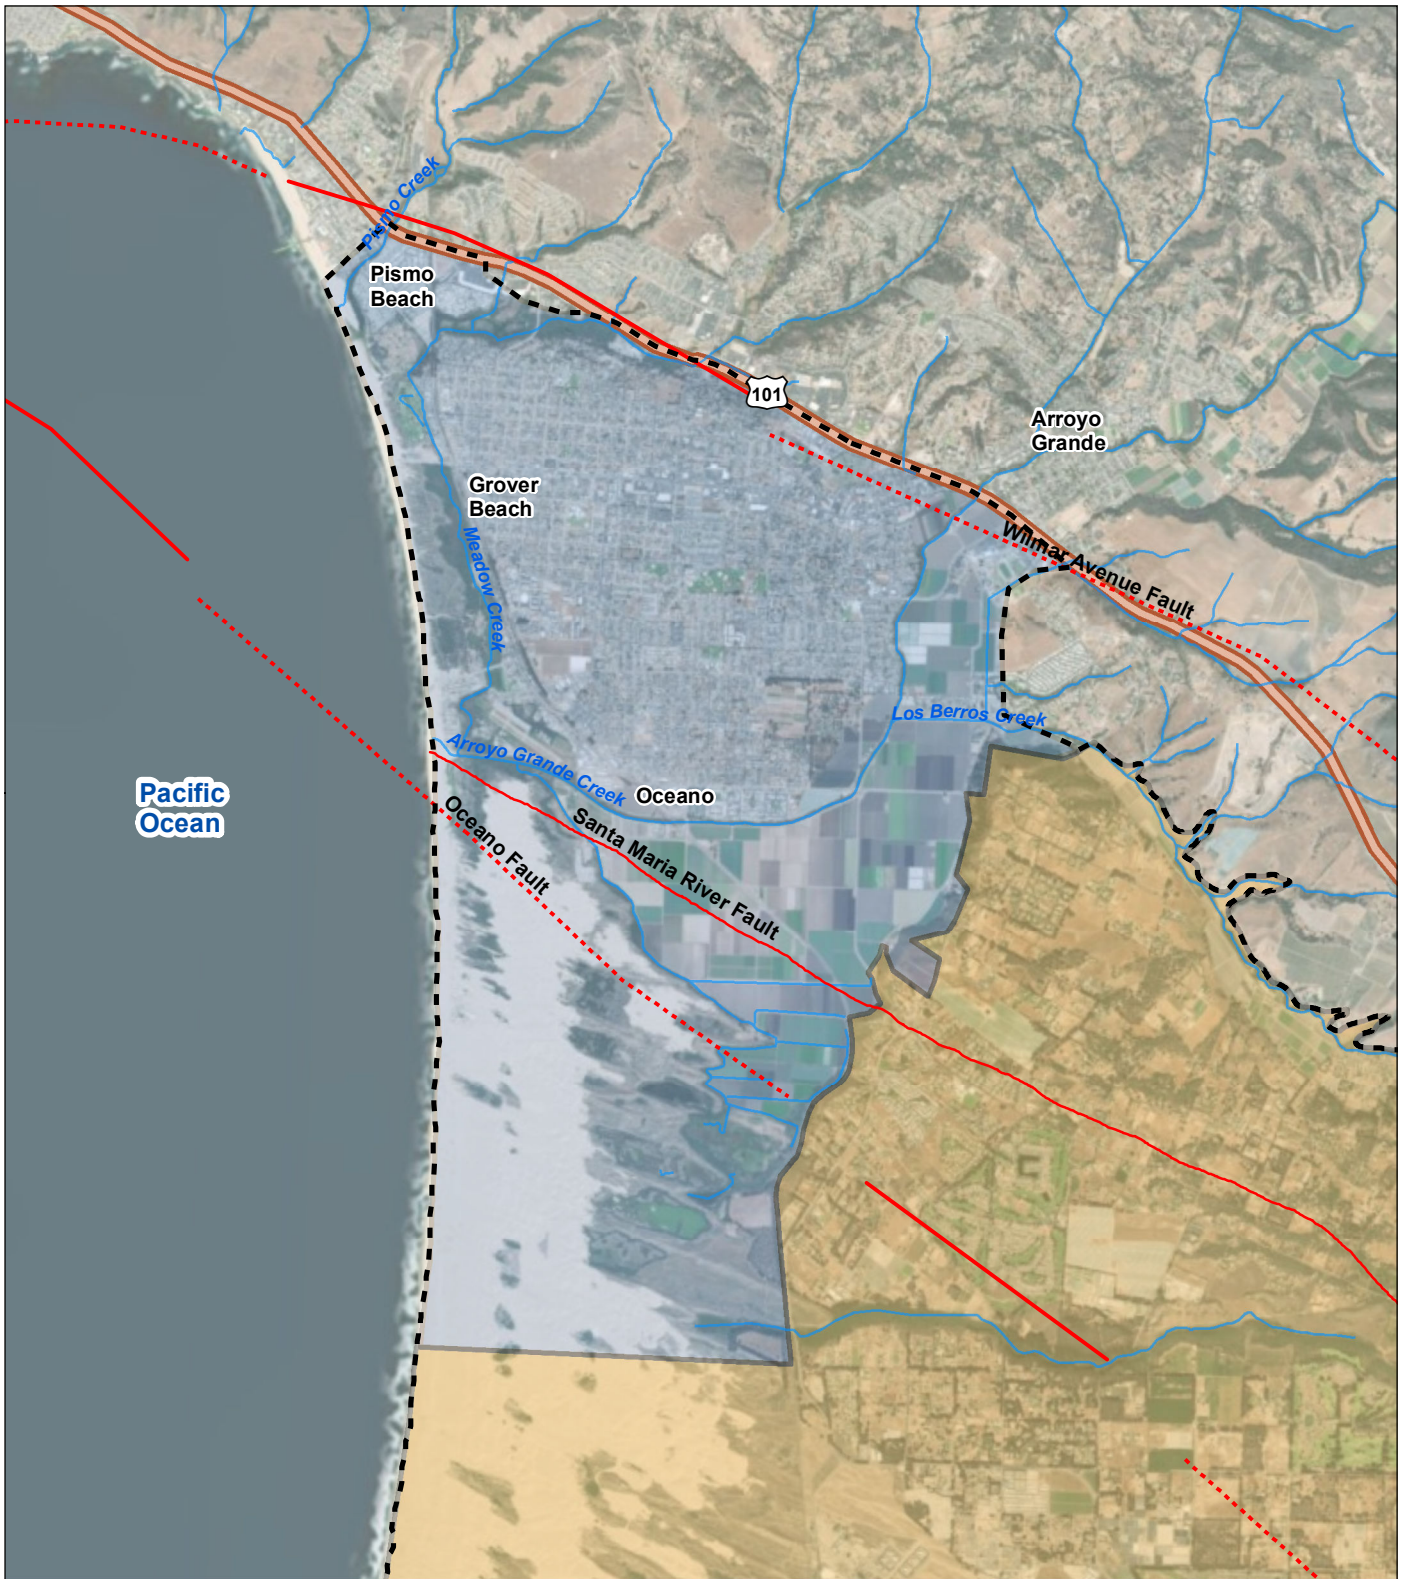 Pismo Creek
Pismo
Beach
101
Arroyo
Grande
Grover
Beach
Meadow Creek
Wilmar Avenue Fault
Los Berros Creek
Arroyo Grande Creek
Pacific
Ocean
Oceano
Oceano Fault
Santa Maria River Fault